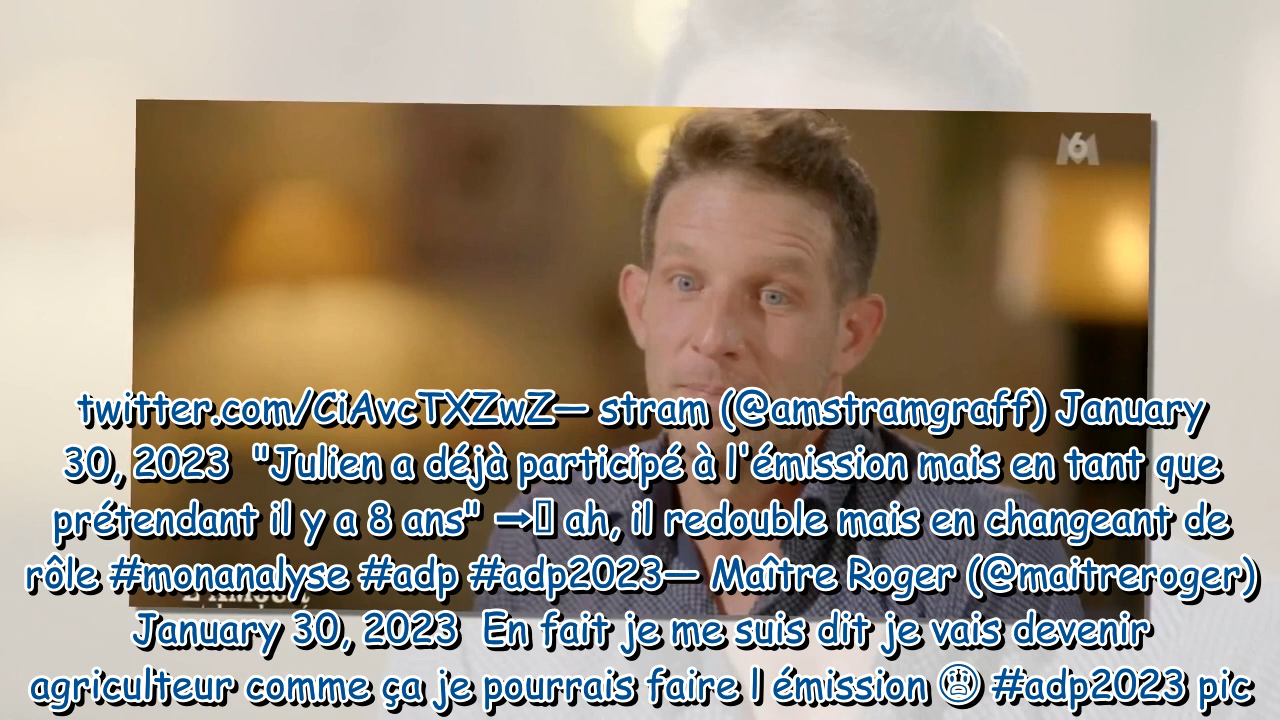 M6
twitter.com/CiAvcTXZwZ— stram (@amstramgraff) January
30, 2023 "Julien a déjà participé à l'émission mais en tant que
prétendant il y a 8 ans" → ah, il redouble mais en changeant de
rôle #monanalyse #adp #adp2023— Maître Roger (@maitreroger)
January 30, 2023 En fait je me suis dit je vais devenir
agriculteur comme ça je pourrais faire l émission 😨 #adp2023 pic